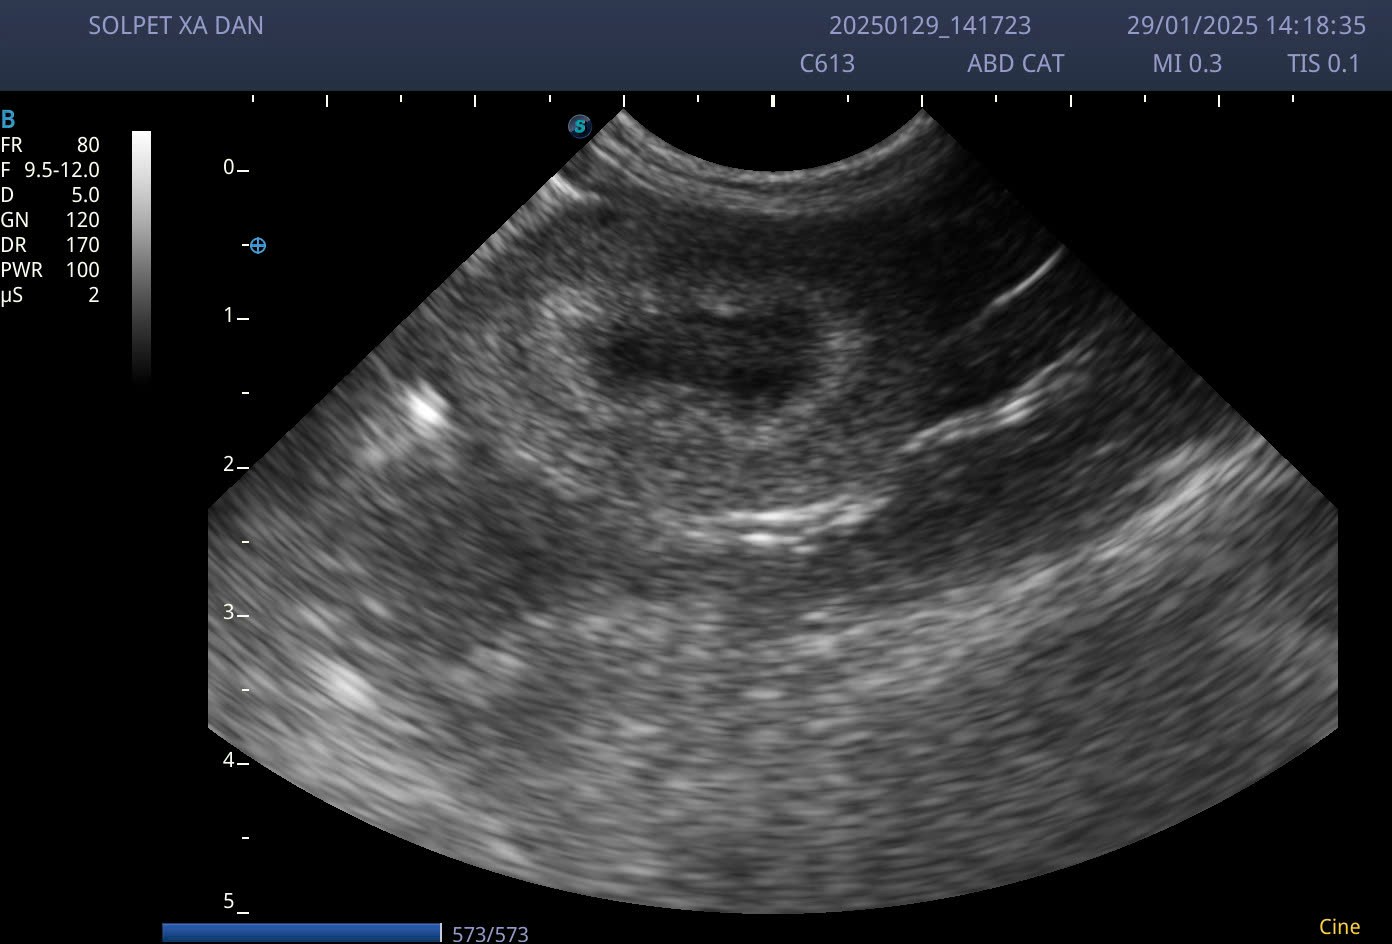 SOLPET XA DAN
20250129_141723
29/01/2025 14:18:35
C613
ABD CAT
MI 0.3
TIS 0.1
B
S
FR 80
F 9.5-12.0
D 5.0
GN 120
DR 170
PWR 100
µS 2
0
1
2
3
4
5
573/573
Cine